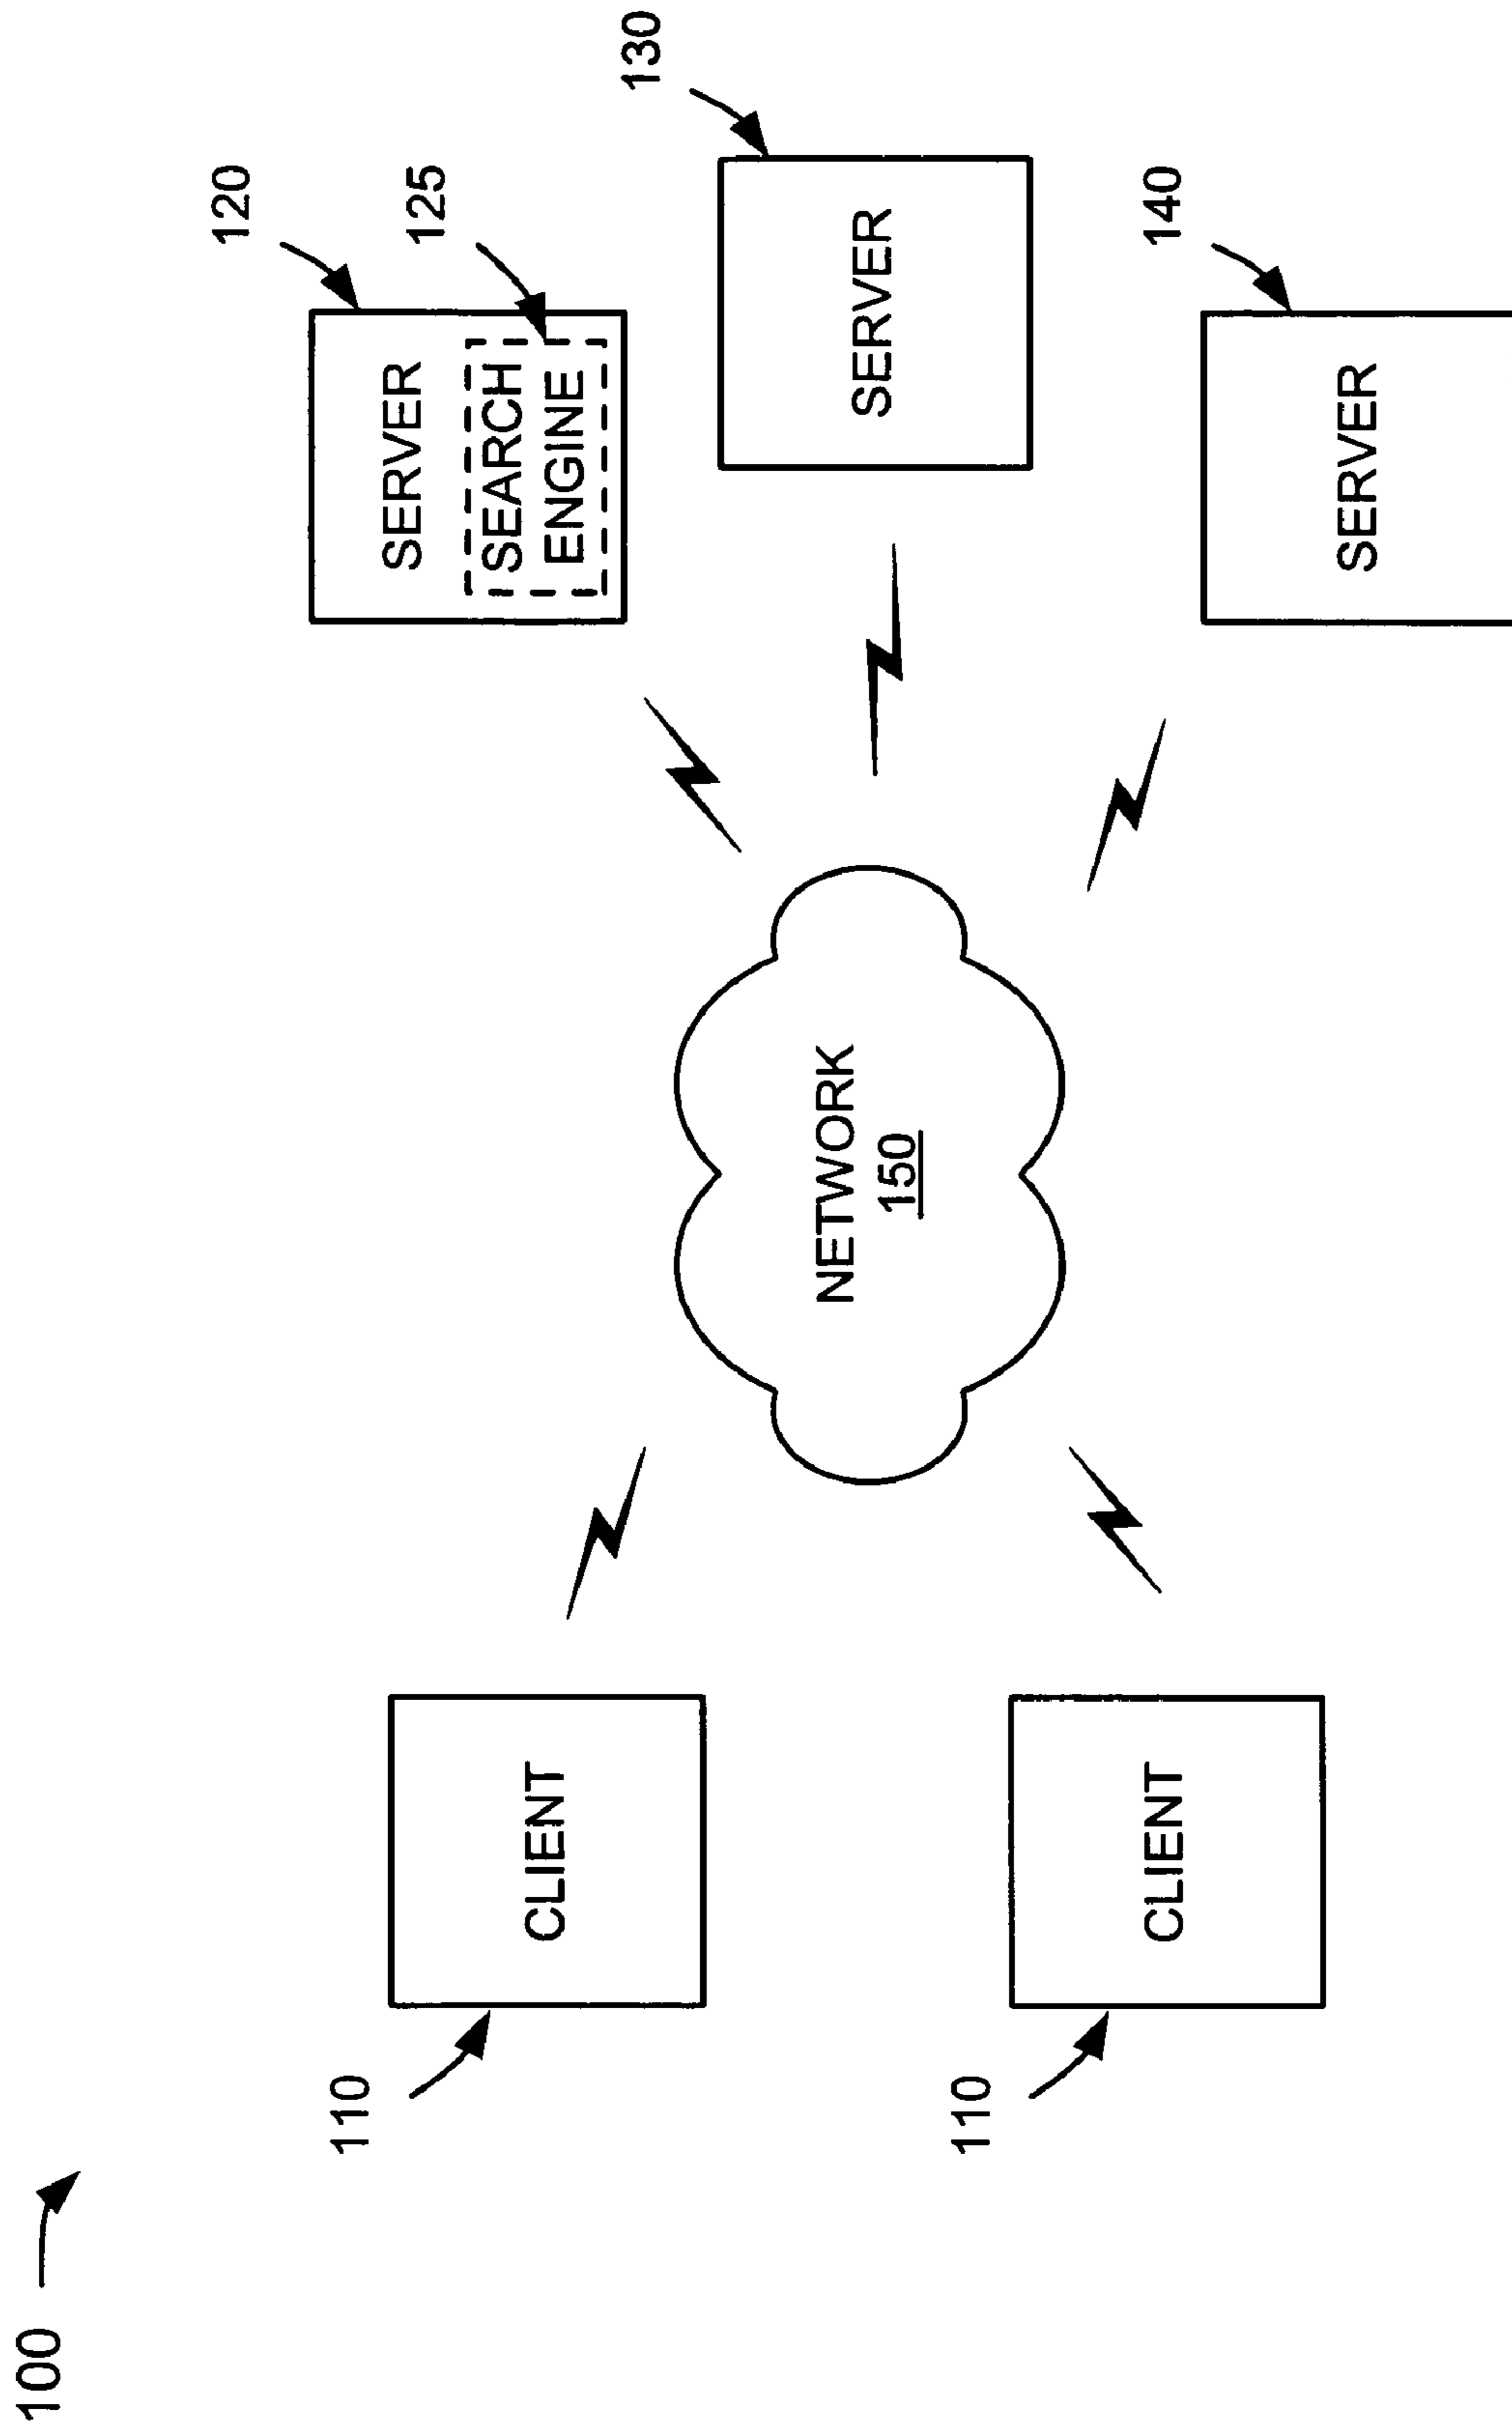 100
110
CLIENT
110
CLIENT
NETWORK
150
120
SERVER
125
SEARCH
ENGINE
130
SERVER
140
SERVER